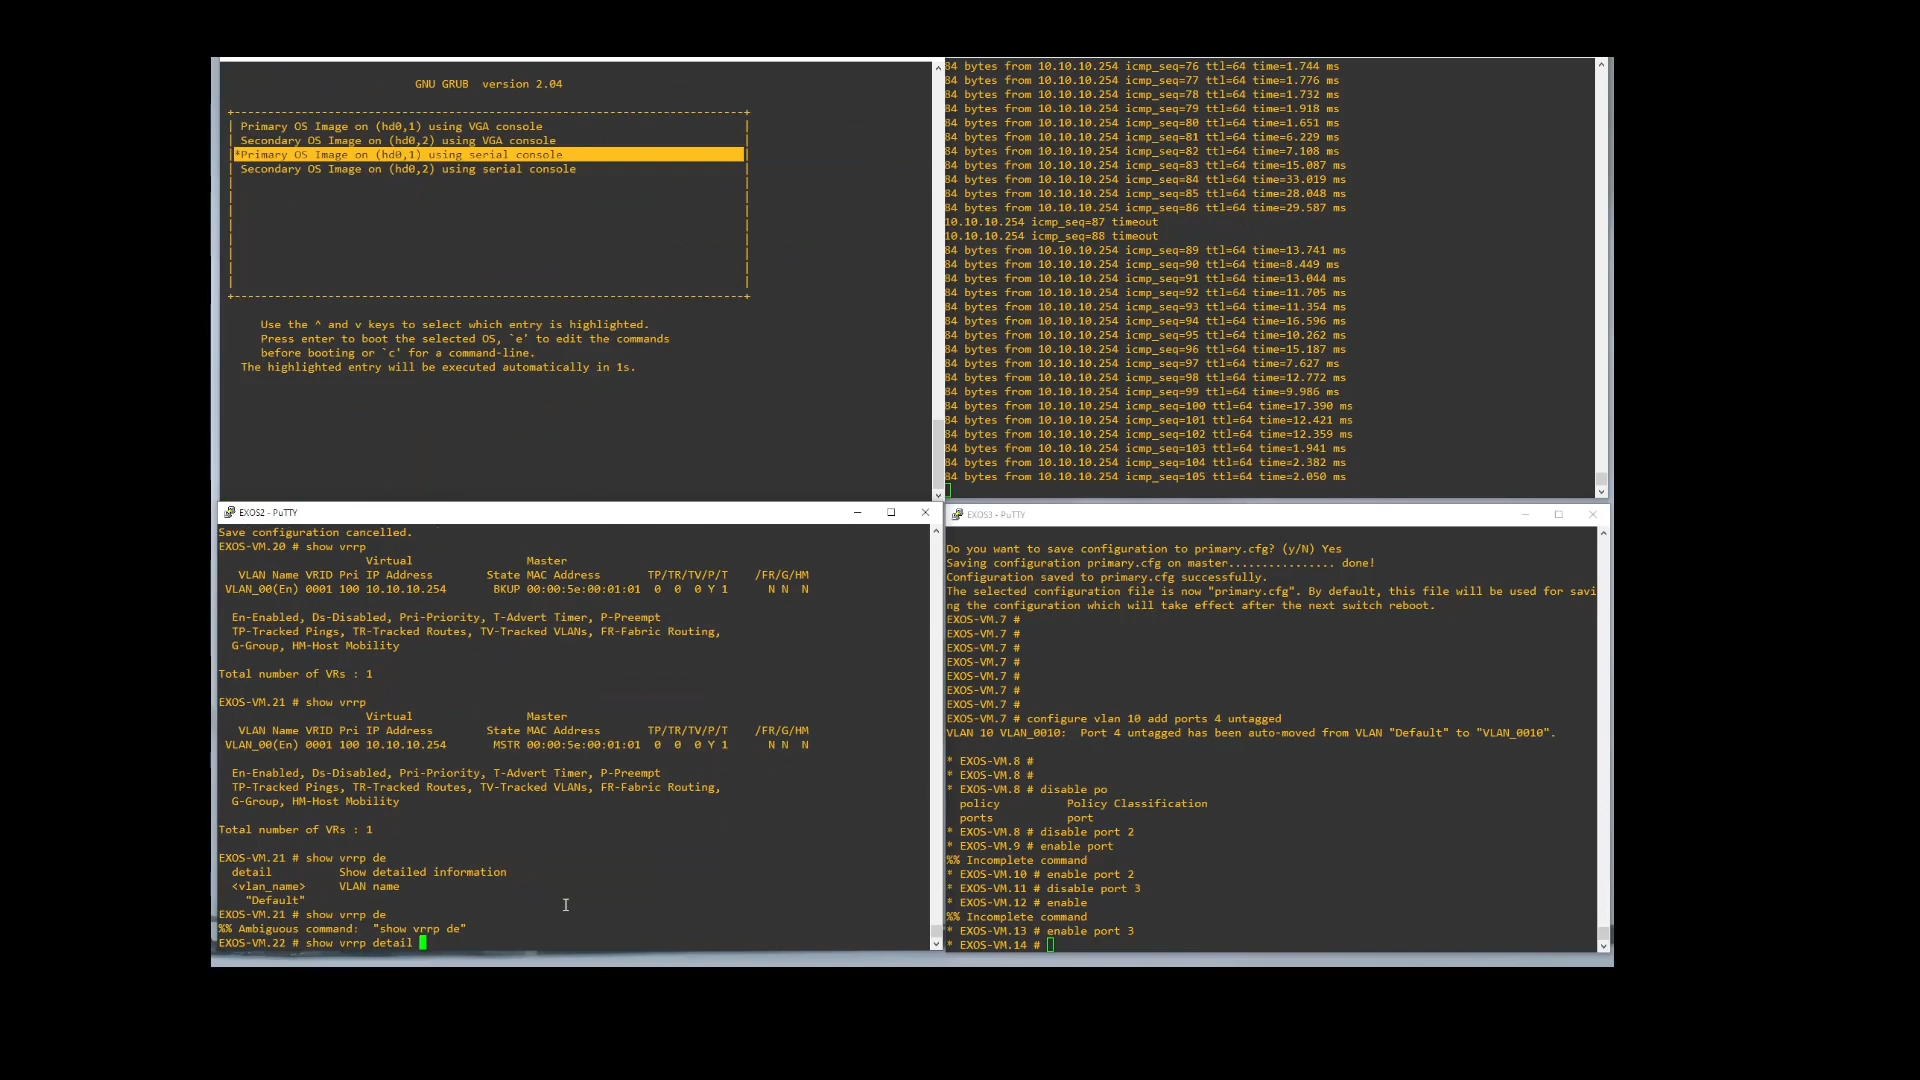 GNU GRUB  version 2.04
+----------------------------------------------------------------------------+
| Primary OS Image on (hd0,1) using VGA console |
| Secondary OS Image on (hd0,2) using VGA console |
|*Primary OS Image on (hd0,1) using serial console |
| Secondary OS Image on (hd0,2) using serial console |
+----------------------------------------------------------------------------+
Use the ^ and v keys to select which entry is highlighted.
Press enter to boot the selected OS, `e' to edit the commands
before booting or `c' for a command-line.
The highlighted entry will be executed automatically in 1s.
84 bytes from 10.10.10.254 icmp_seq=76 ttl=64 time=1.744 ms
84 bytes from 10.10.10.254 icmp_seq=77 ttl=64 time=1.776 ms
84 bytes from 10.10.10.254 icmp_seq=78 ttl=64 time=1.732 ms
84 bytes from 10.10.10.254 icmp_seq=79 ttl=64 time=1.918 ms
84 bytes from 10.10.10.254 icmp_seq=80 ttl=64 time=1.651 ms
84 bytes from 10.10.10.254 icmp_seq=81 ttl=64 time=6.229 ms
84 bytes from 10.10.10.254 icmp_seq=82 ttl=64 time=7.108 ms
84 bytes from 10.10.10.254 icmp_seq=83 ttl=64 time=15.087 ms
84 bytes from 10.10.10.254 icmp_seq=84 ttl=64 time=33.019 ms
84 bytes from 10.10.10.254 icmp_seq=85 ttl=64 time=28.048 ms
84 bytes from 10.10.10.254 icmp_seq=86 ttl=64 time=29.587 ms
10.10.10.254 icmp_seq=87 timeout
10.10.10.254 icmp_seq=88 timeout
84 bytes from 10.10.10.254 icmp_seq=89 ttl=64 time=13.741 ms
84 bytes from 10.10.10.254 icmp_seq=90 ttl=64 time=8.449 ms
84 bytes from 10.10.10.254 icmp_seq=91 ttl=64 time=13.044 ms
84 bytes from 10.10.10.254 icmp_seq=92 ttl=64 time=11.705 ms
84 bytes from 10.10.10.254 icmp_seq=93 ttl=64 time=11.354 ms
84 bytes from 10.10.10.254 icmp_seq=94 ttl=64 time=16.596 ms
84 bytes from 10.10.10.254 icmp_seq=95 ttl=64 time=10.262 ms
84 bytes from 10.10.10.254 icmp_seq=96 ttl=64 time=15.187 ms
84 bytes from 10.10.10.254 icmp_seq=97 ttl=64 time=7.627 ms
84 bytes from 10.10.10.254 icmp_seq=98 ttl=64 time=12.772 ms
84 bytes from 10.10.10.254 icmp_seq=99 ttl=64 time=9.986 ms
84 bytes from 10.10.10.254 icmp_seq=100 ttl=64 time=17.390 ms
84 bytes from 10.10.10.254 icmp_seq=101 ttl=64 time=12.421 ms
84 bytes from 10.10.10.254 icmp_seq=102 ttl=64 time=12.359 ms
84 bytes from 10.10.10.254 icmp_seq=103 ttl=64 time=1.941 ms
84 bytes from 10.10.10.254 icmp_seq=104 ttl=64 time=2.382 ms
84 bytes from 10.10.10.254 icmp_seq=105 ttl=64 time=2.050 ms
EXOS2 - PuTTY
Save configuration cancelled.
EXOS-VM.20 # show vrrp
Virtual Master
VLAN Name VRID Pri IP Address State MAC Address TP/TR/TV/P/T /FR/G/HM
VLAN_00(En) 0001 100 10.10.10.254 BKUP 00:00:5e:00:01:01 0 0 0 Y 1 N N N
En-Enabled, Ds-Disabled, Pri-Priority, T-Advert Timer, P-Preempt
TP-Tracked Pings, TR-Tracked Routes, TV-Tracked VLANs, FR-Fabric Routing,
G-Group, HM-Host Mobility
Total number of VRs : 1
EXOS-VM.21 # show vrrp
Virtual Master
VLAN Name VRID Pri IP Address State MAC Address TP/TR/TV/P/T /FR/G/HM
VLAN_00(En) 0001 100 10.10.10.254 MSTR 00:00:5e:00:01:01 0 0 0 Y 1 N N N
En-Enabled, Ds-Disabled, Pri-Priority, T-Advert Timer, P-Preempt
TP-Tracked Pings, TR-Tracked Routes, TV-Tracked VLANs, FR-Fabric Routing,
G-Group, HM-Host Mobility
Total number of VRs : 1
EXOS-VM.21 # show vrrp de
detail Show detailed information
<vlan_name> VLAN name
"Default"
EXOS-VM.21 # show vrrp de
%% Ambiguous command:  "show vrrp de"
EXOS-VM.22 # show vrrp detail
EXOS3 - PuTTY
Do you want to save configuration to primary.cfg? (y/N) Yes
Saving configuration primary.cfg on master................ done!
Configuration saved to primary.cfg successfully.
The selected configuration file is now "primary.cfg". By default, this file will be used for savi
ng the configuration which will take effect after the next switch reboot.
EXOS-VM.7 #
EXOS-VM.7 #
EXOS-VM.7 #
EXOS-VM.7 #
EXOS-VM.7 #
EXOS-VM.7 #
EXOS-VM.7 #
EXOS-VM.7 # configure vlan 10 add ports 4 untagged
VLAN 10 VLAN_0010:  Port 4 untagged has been auto-moved from VLAN "Default" to "VLAN_0010".
* EXOS-VM.8 #
* EXOS-VM.8 #
* EXOS-VM.8 # disable po
policy Policy Classification
ports port
* EXOS-VM.8 # disable port 2
* EXOS-VM.9 # enable port
%% Incomplete command
* EXOS-VM.10 # enable port 2
* EXOS-VM.11 # disable port 3
* EXOS-VM.12 # enable
%% Incomplete command
* EXOS-VM.13 # enable port 3
* EXOS-VM.14 #